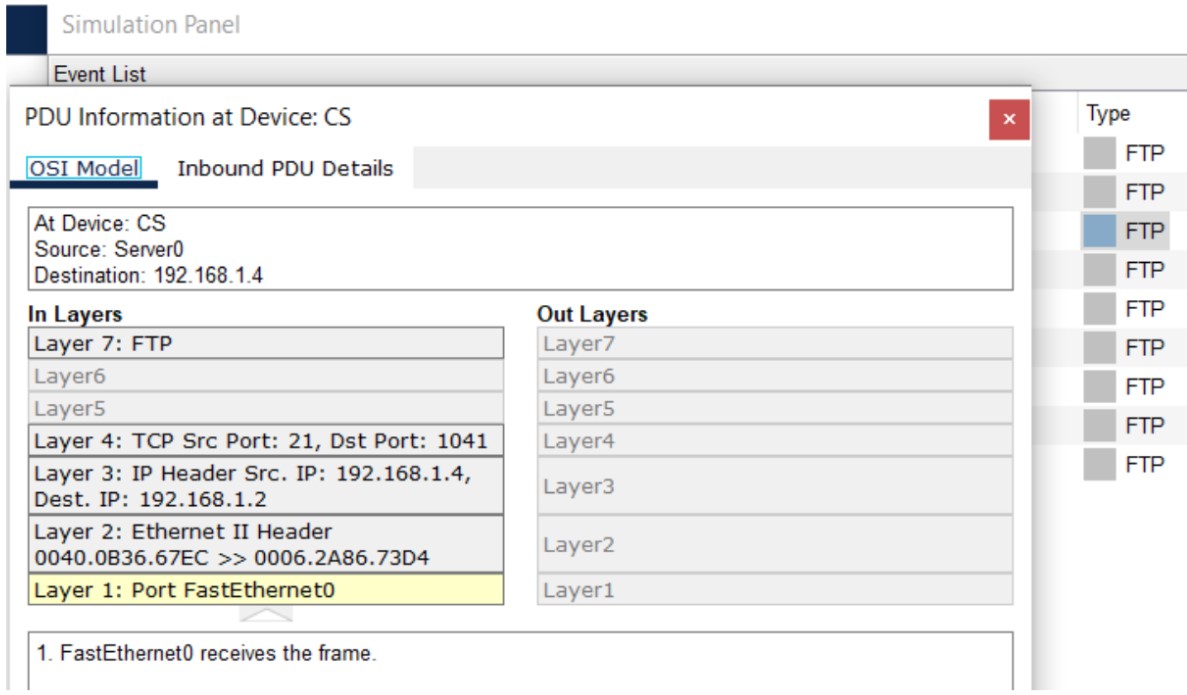 Simulation Panel
Event List
PDU Information at Device: CS
x
OSI Model
Inbound PDU Details
At Device: CS
Source: Server0
Destination: 192.168.1.4
In Layers
Layer 7: FTP
Layer6
Layer5
Layer 4: TCP Src Port: 21, Dst Port: 1041
Layer 3: IP Header Src. IP: 192.168.1.4,
Dest. IP: 192.168.1.2
Layer 2: Ethernet II Header
0040.0B36.67EC >> 0006.2A86.73D4
Layer 1: Port FastEthernet0
Out Layers
Layer7
Layer6
Layer5
Layer4
Layer3
Layer2
Layer1
1. FastEthernet0 receives the frame.
Type
FTP
FTP
FTP
FTP
FTP
FTP
FTP
FTP
FTP